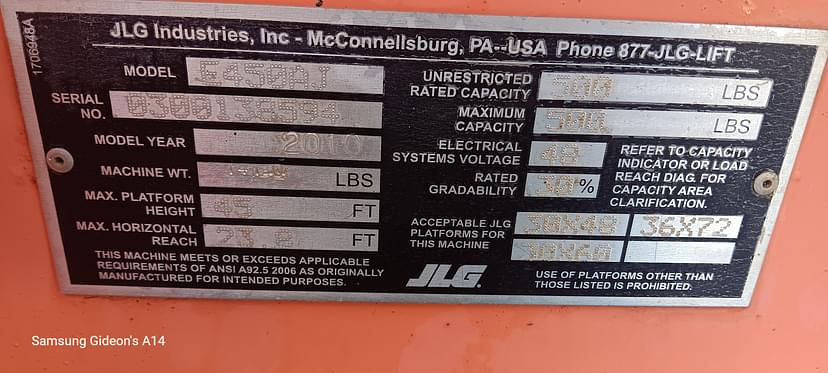 1706948A
JLG Industries, Inc - McConnellsburg, PA--USA Phone 877-JLG-LIFT
MODEL E450AJ
SERIAL NO. 0300138594
MODEL YEAR 2010
MACHINE WT. LBS
MAX. PLATFORM HEIGHT 45 FT
MAX. HORIZONTAL REACH 23.8 FT
THIS MACHINE MEETS OR EXCEEDS APPLICABLE
REQUIREMENTS OF ANSI A92.5 2006 AS ORIGINALLY
MANUFACTURED FOR INTENDED PURPOSES.
UNRESTRICTED RATED CAPACITY 500 LBS
MAXIMUM CAPACITY 500 LBS
ELECTRICAL SYSTEMS VOLTAGE 48
RATED GRADABILITY 30%
REFER TO CAPACITY
INDICATOR OR LOAD
REACH DIAG. FOR
CAPACITY AREA
CLARIFICATION.
ACCEPTABLE JLG
PLATFORMS FOR
THIS MACHINE
30X48 36X72
30X60
JLG.
USE OF PLATFORMS OTHER THAN
THOSE LISTED IS PROHIBITED.
Samsung Gideon's A14